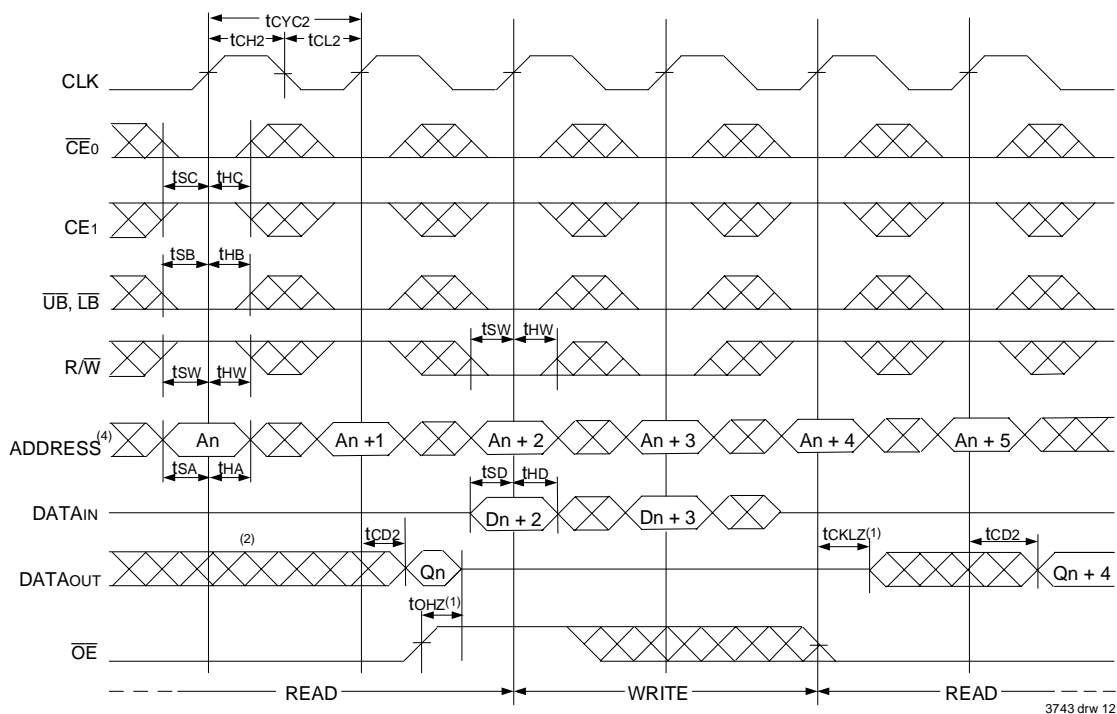 tCYC2
tCH2 tCL2
CLK
CE0
tSC tHC
CE1
tSB tHB
UB, LB
tSW tHW
R/W
tSW tHW
ADDRESS(4) An An +1 An + 2 An + 3 An + 4 An + 5
tSA tHA
tSD tHD
DATAIN Dn + 2 Dn + 3
(2) tCD2 tCKLZ(1) tCD2
DATAOUT Qn Qn + 4
tOHZ(1)
OE
READ WRITE READ
3743 drw 12